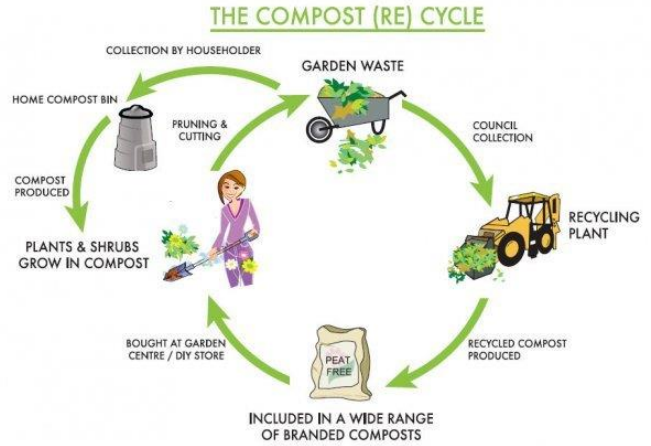 THE COMPOST (RE) CYCLE
COLLECTION BY HOUSEHOLDER
GARDEN WASTE
HOME COMPOST BIN
PRUNING &
CUTTING
COUNCIL
COLLECTION
COMPOST
PRODUCED
RECYCLING
PLANT
PLANTS & SHRUBS
GROW IN COMPOST
BOUGHT AT GARDEN
CENTRE / DIY STORE
RECYCLED COMPOST
PRODUCED
PEAT
FREE
INCLUDED IN A WIDE RANGE
OF BRANDED COMPOSTS